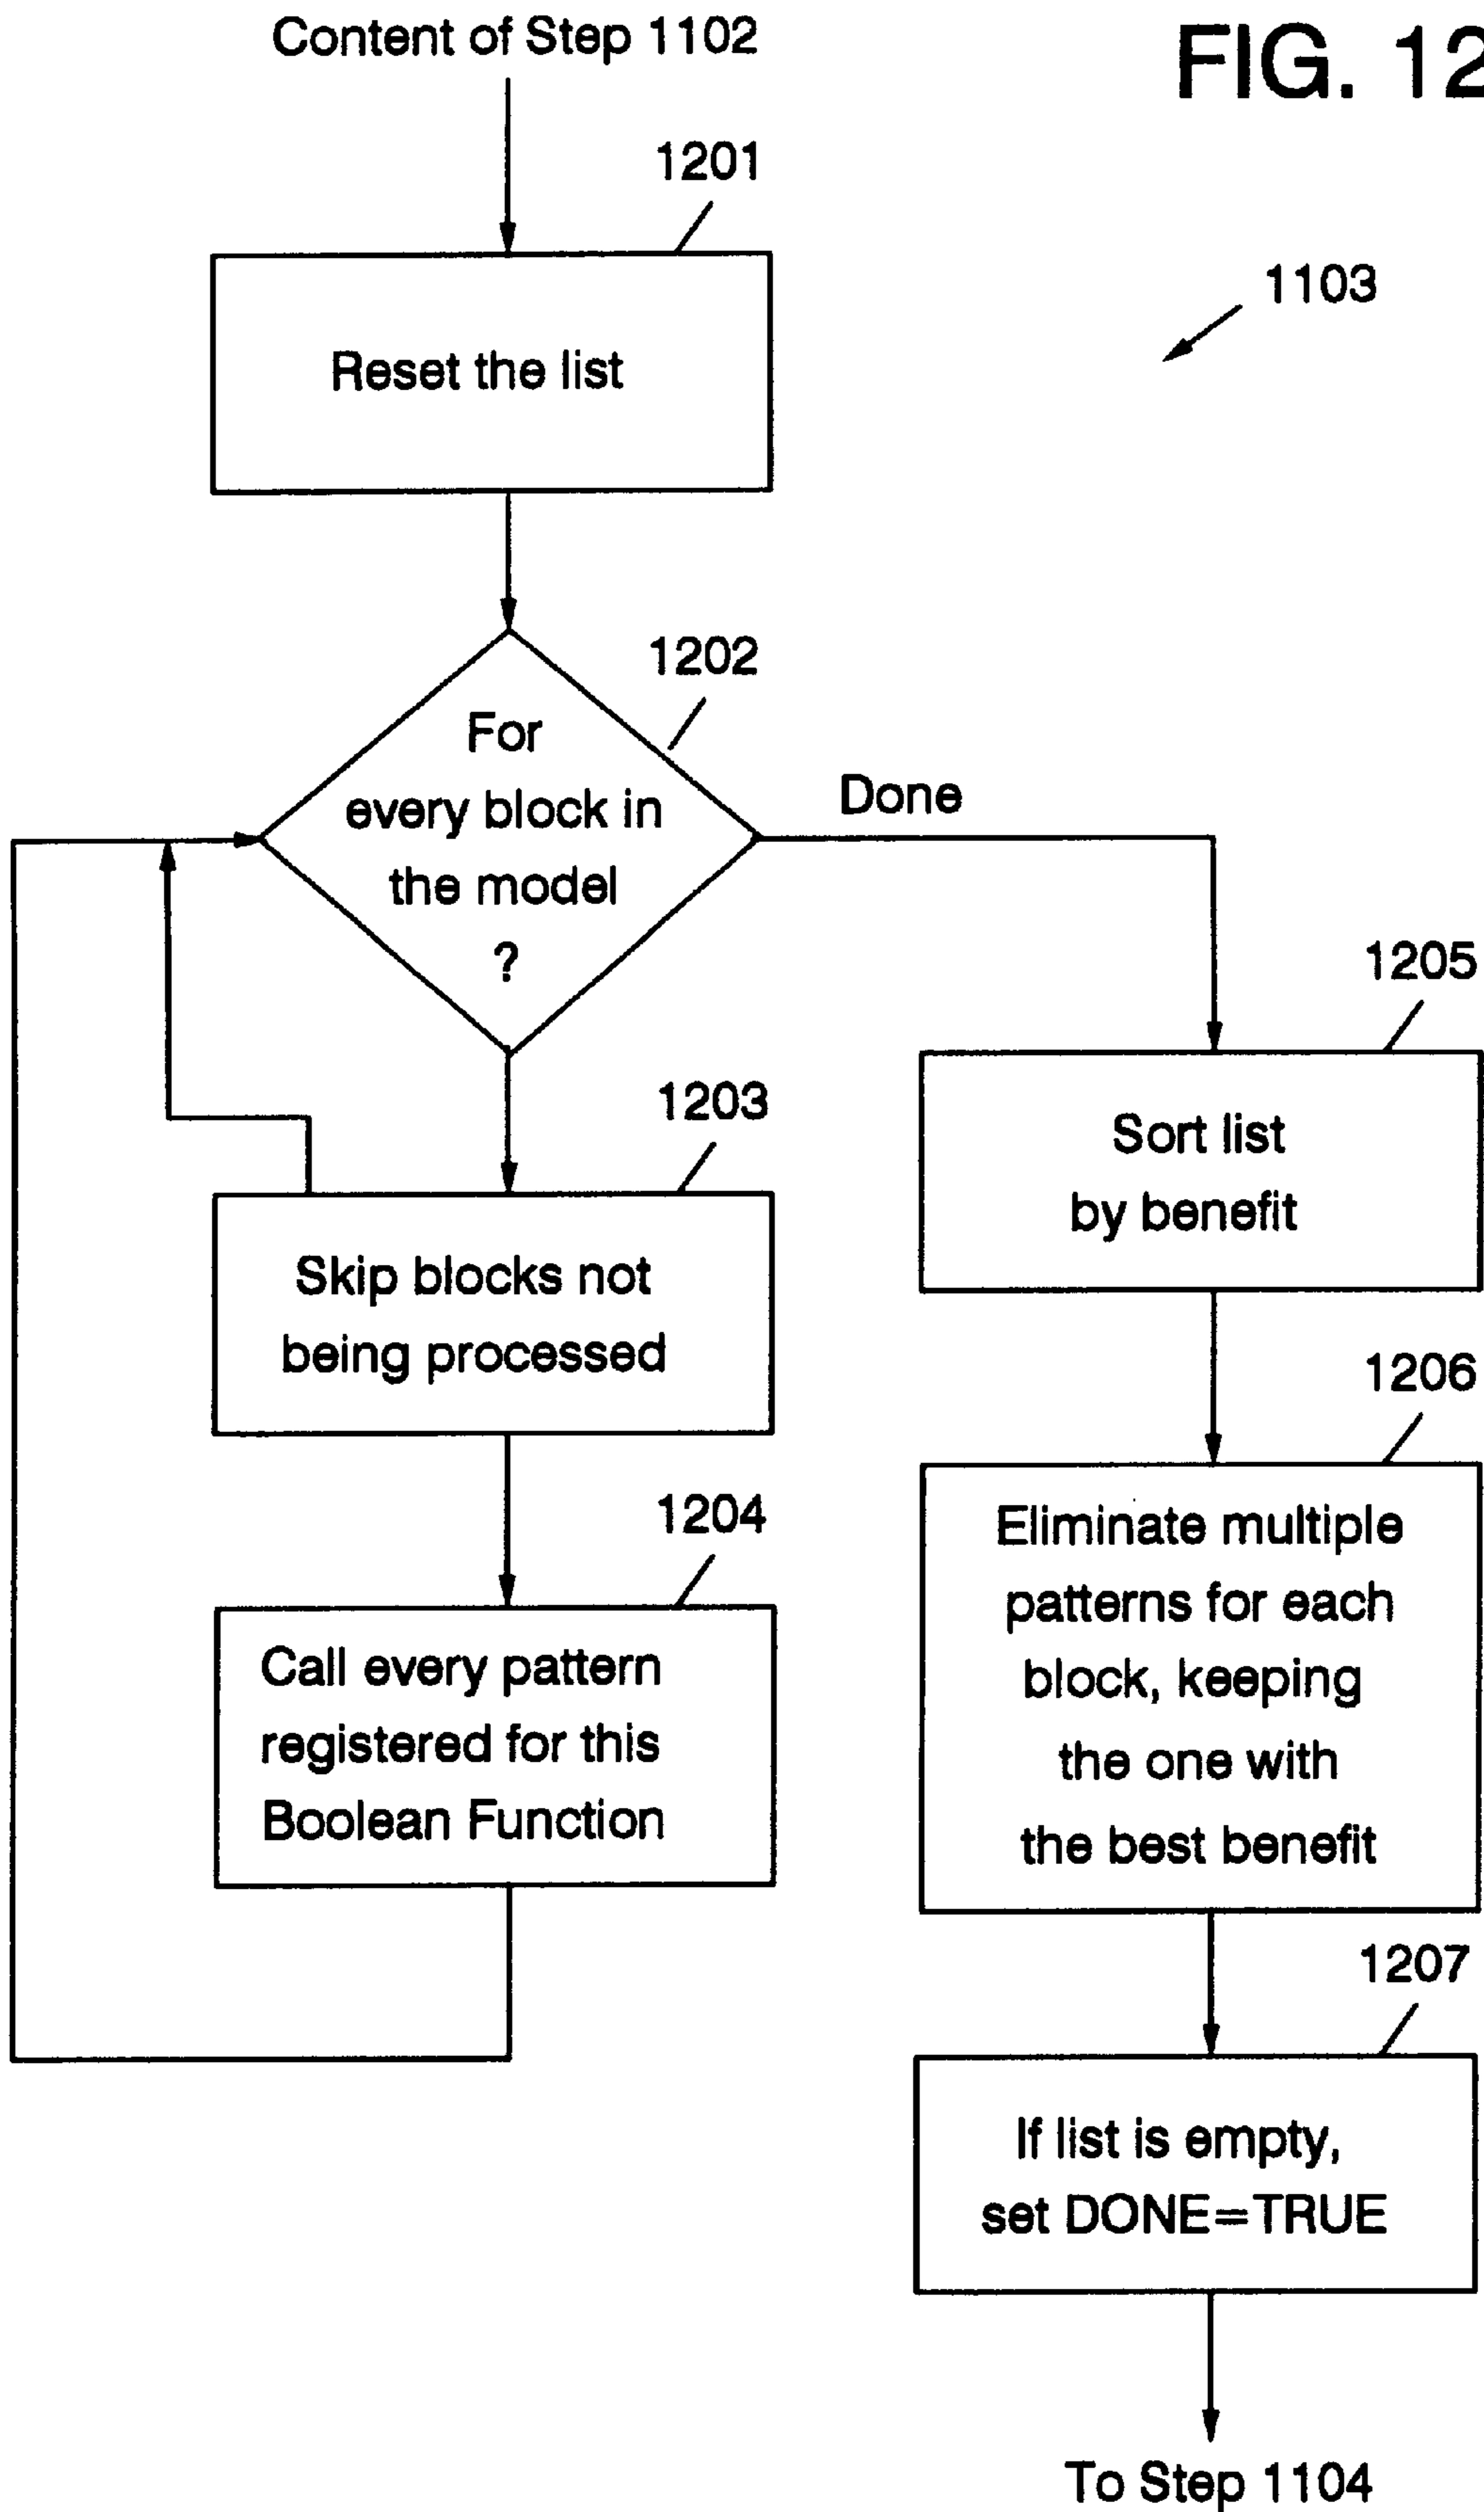 Content of Step 1102
FIG. 12
1201
Reset the list
1103
1202
For
every block in
the model
?
Done
1203
Skip blocks not
being processed
1204
Call every pattern
registered for this
Boolean Function
1205
Sort list
by benefit
1206
Eliminate multiple
patterns for each
block, keeping
the one with
the best benefit
1207
If list is empty,
set DONE=TRUE
To Step 1104